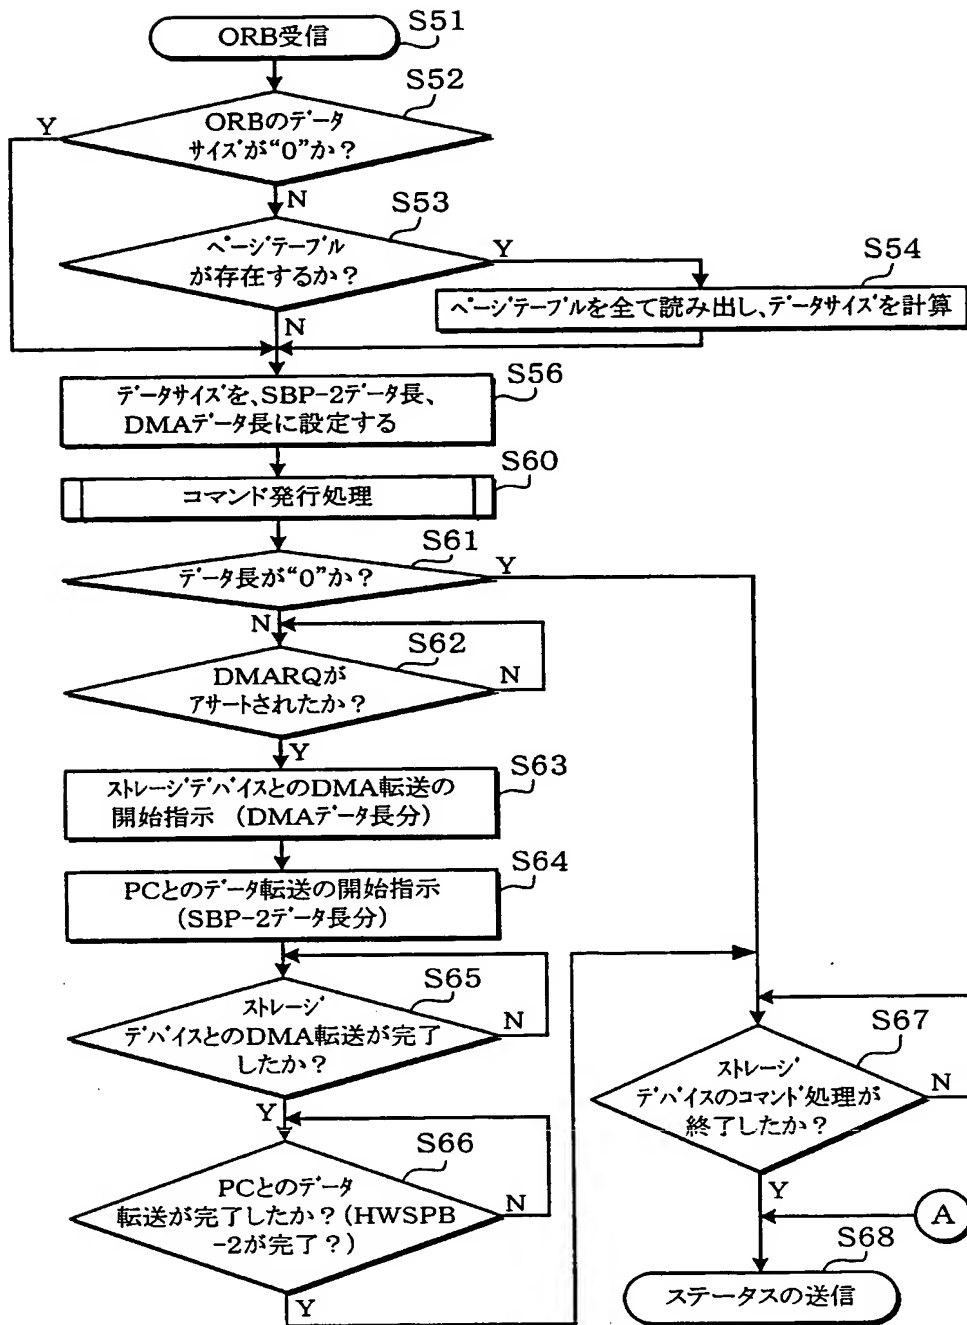 ORB受信
S51
S52
Y
ORBのデータ
サイズが“0”か？
N
S53
ページテーブル
が存在するか？
Y
S54
ページテーブルを全て読み出し、データサイズを計算
N
S56
データサイズを、SBP-2データ長、
DMAデータ長に設定する
S60
コマンド発行処理
S61
データ長が“0”か？
Y
N
S62
DMARQが
アサートされたか？
N
Y
S63
ストレージデバイスとのDMA転送の
開始指示 （DMAデータ長分）
S64
PCとのデータ転送の開始指示
（SBP-2データ長分）
S65
ストレージ
デバイスとのDMA転送が完了
したか？
N
Y
S66
PCとのデータ
転送が完了したか？（HWSPB
-2が完了？）
N
Y
S67
ストレージ
デバイスのコマンド処理が
終了したか？
N
Y
A
S68
ステータスの送信